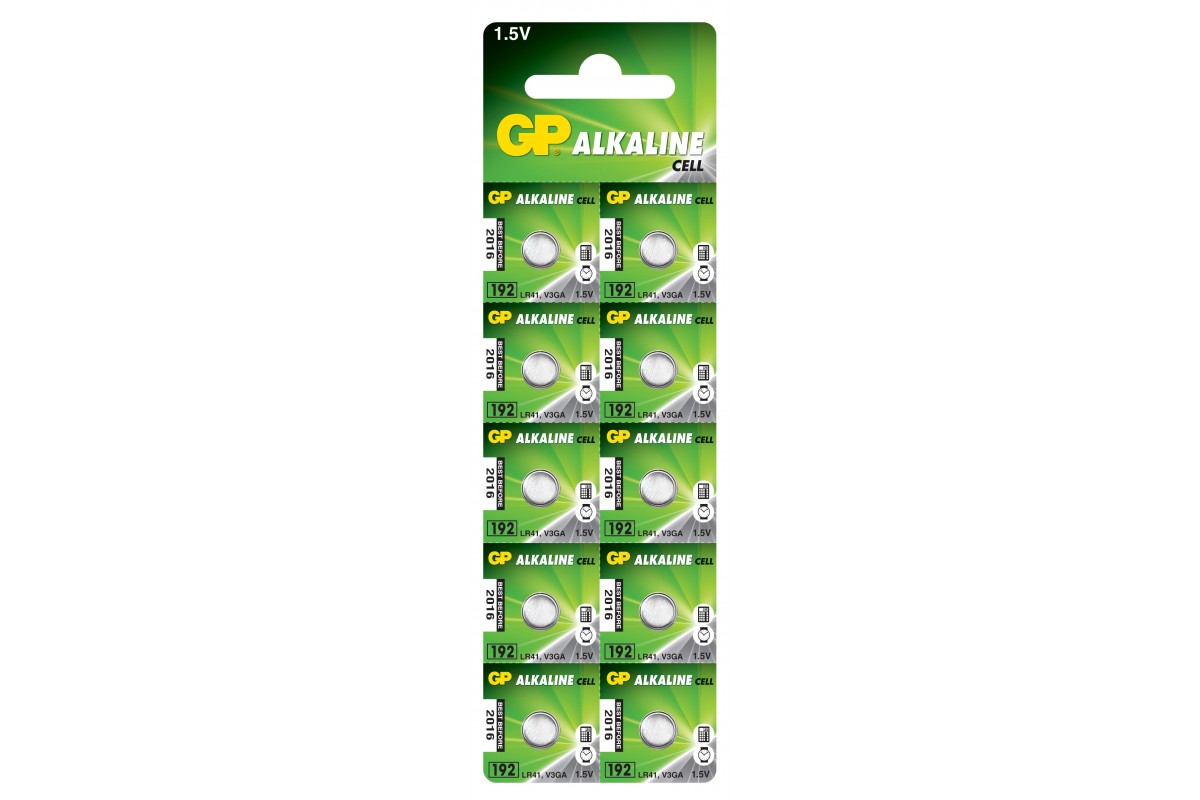 1.5V
GP ALKALINE
CELL
GP ALKALINE CELL
BEST BEFORE
2016
192 LR41, V3GA 1.5V
GP ALKALINE CELL
BEST BEFORE
2016
192 LR41, V3GA 1.5V
GP ALKALINE CELL
BEST BEFORE
2016
192 LR41, V3GA 1.5V
GP ALKALINE CELL
BEST BEFORE
2016
192 LR41, V3GA 1.5V
GP ALKALINE CELL
BEST BEFORE
2016
192 LR41, V3GA 1.5V
GP ALKALINE CELL
BEST BEFORE
2016
192 LR41, V3GA 1.5V
GP ALKALINE CELL
BEST BEFORE
2016
192 LR41, V3GA 1.5V
GP ALKALINE CELL
BEST BEFORE
2016
192 LR41, V3GA 1.5V
GP ALKALINE CELL
BEST BEFORE
2016
192 LR41, V3GA 1.5V
GP ALKALINE CELL
BEST BEFORE
2016
192 LR41, V3GA 1.5V